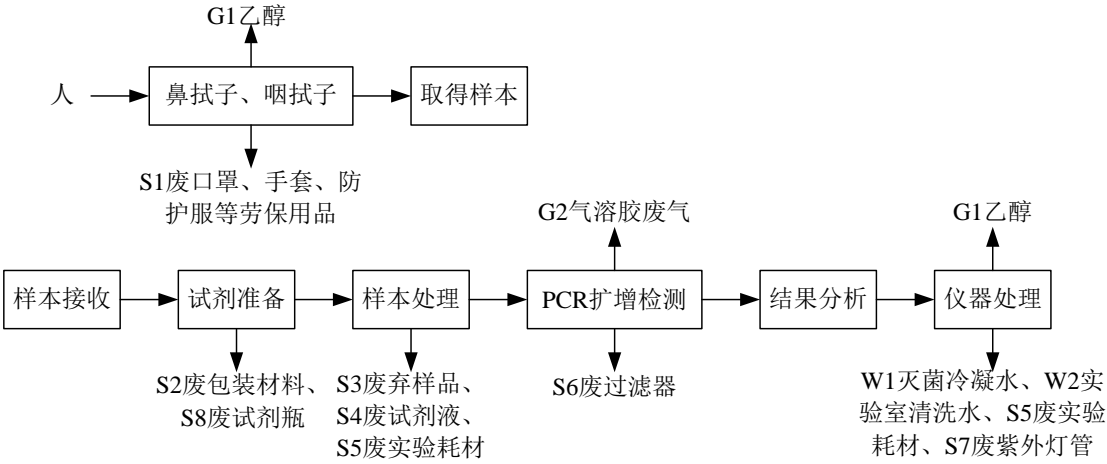 G1乙醇
人
鼻拭子、咽拭子
取得样本
S1废口罩、手套、防
护服等劳保用品
G2气溶胶废气
G1乙醇
样本接收
试剂准备
样本处理
PCR扩增检测
结果分析
仪器处理
S2废包装材料、
S8废试剂瓶
S3废弃样品、
S4废试剂液、
S5废实验耗材
S6废过滤器
W1灭菌冷凝水、W2实
验室清洗水、S5废实验
耗材、S7废紫外灯管